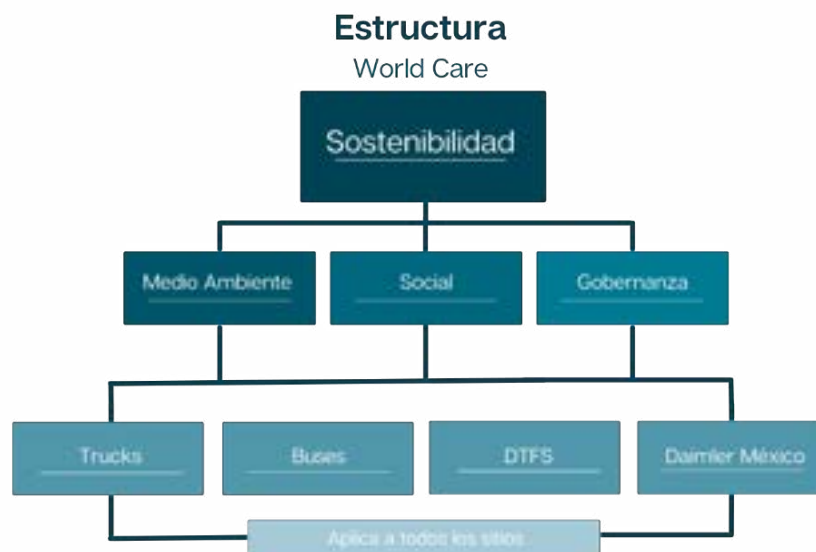 Estructura
World Care
Sostenibilidad
Medio Ambiente
Social
Gobernanza
Trucks
Buses
DTFS
Daimler México
Aplica a todos los sitios